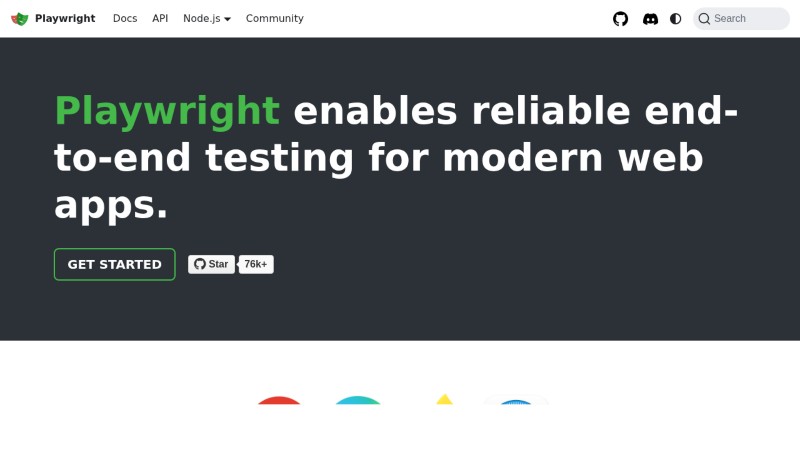 Playwright Docs API Node.js Community Search
Playwright enables reliable end-
to-end testing for modern web
apps.
GET STARTED Star 76k+